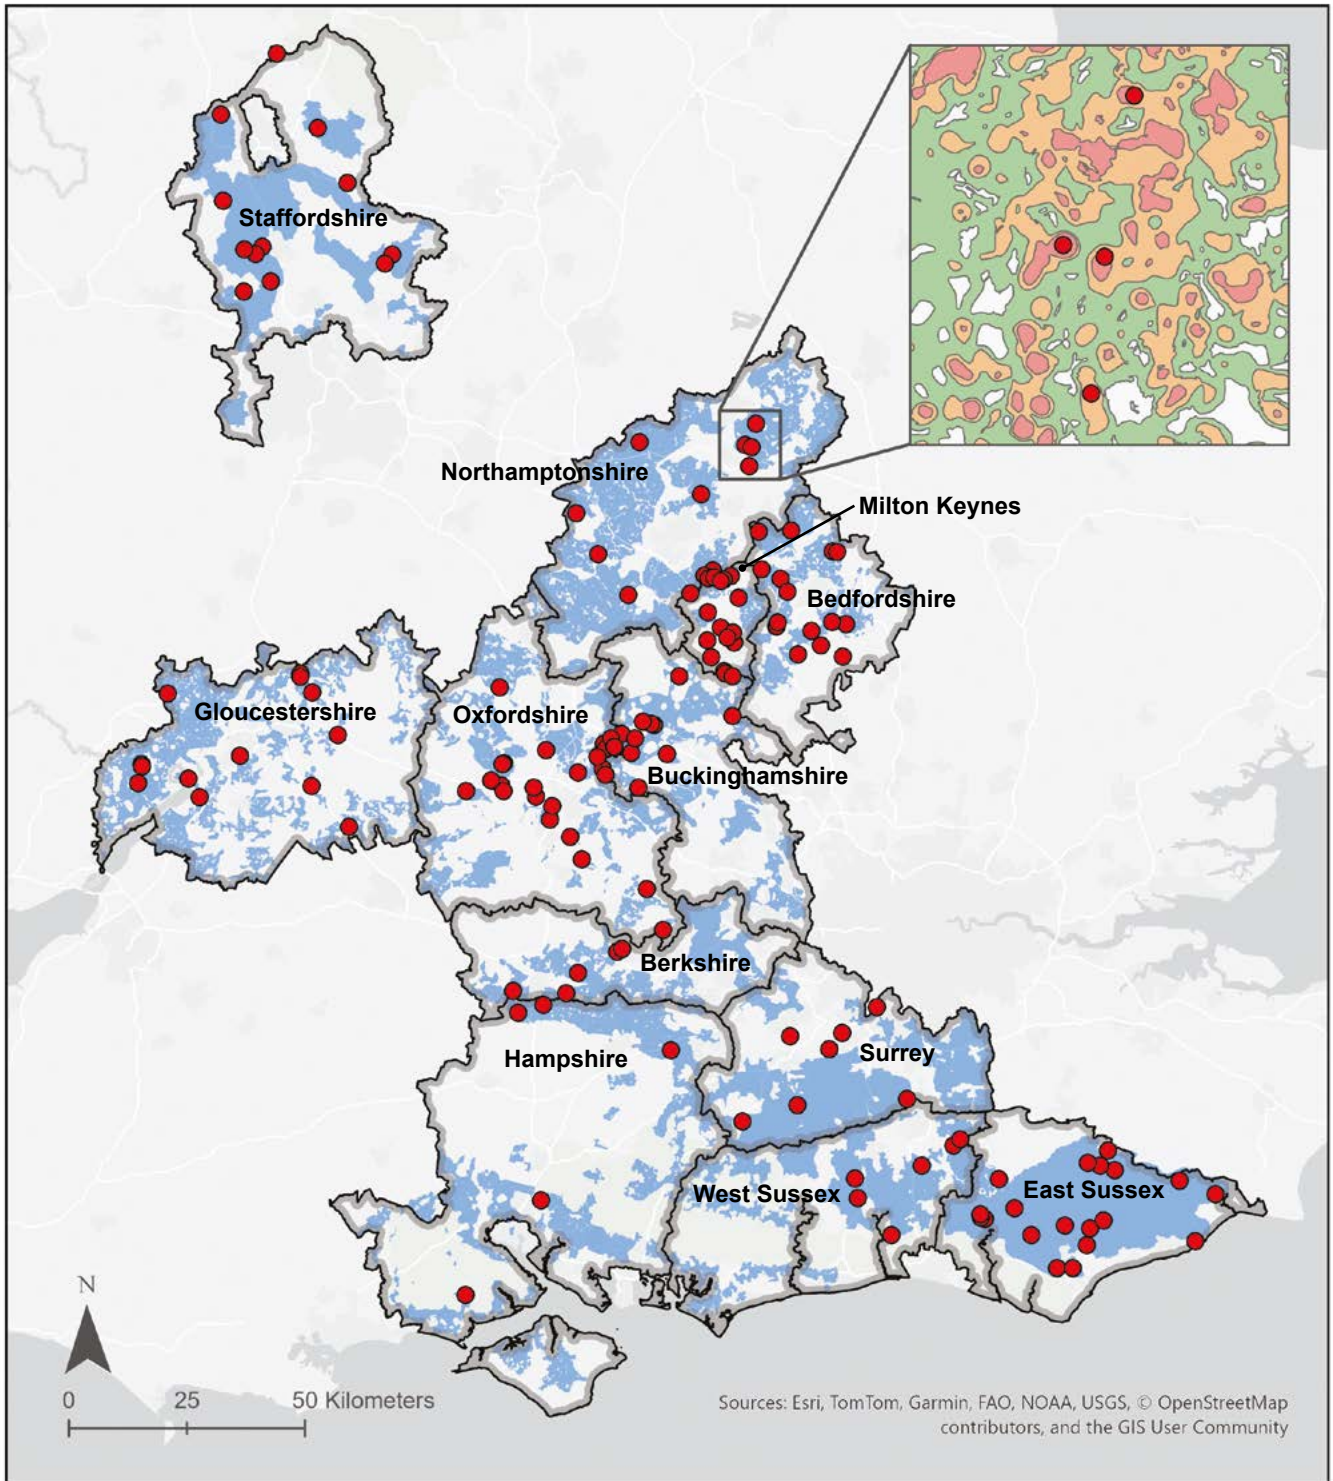 Staffordshire
Northamptonshire
Milton Keynes
Bedfordshire
Gloucestershire
Oxfordshire
Buckinghamshire
Berkshire
Hampshire
Surrey
West Sussex
East Sussex
N
0 25 50 Kilometers
Sources: Esri, TomTom, Garmin, FAO, NOAA, USGS, © OpenStreetMap
contributors, and the GIS User Community